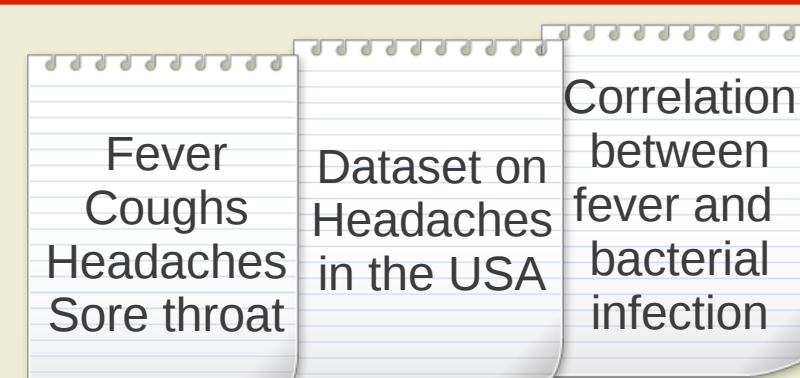 Fever
Coughs
Headaches
Sore throat
Dataset on
Headaches
in the USA
Correlation
between
fever and
bacterial
infection